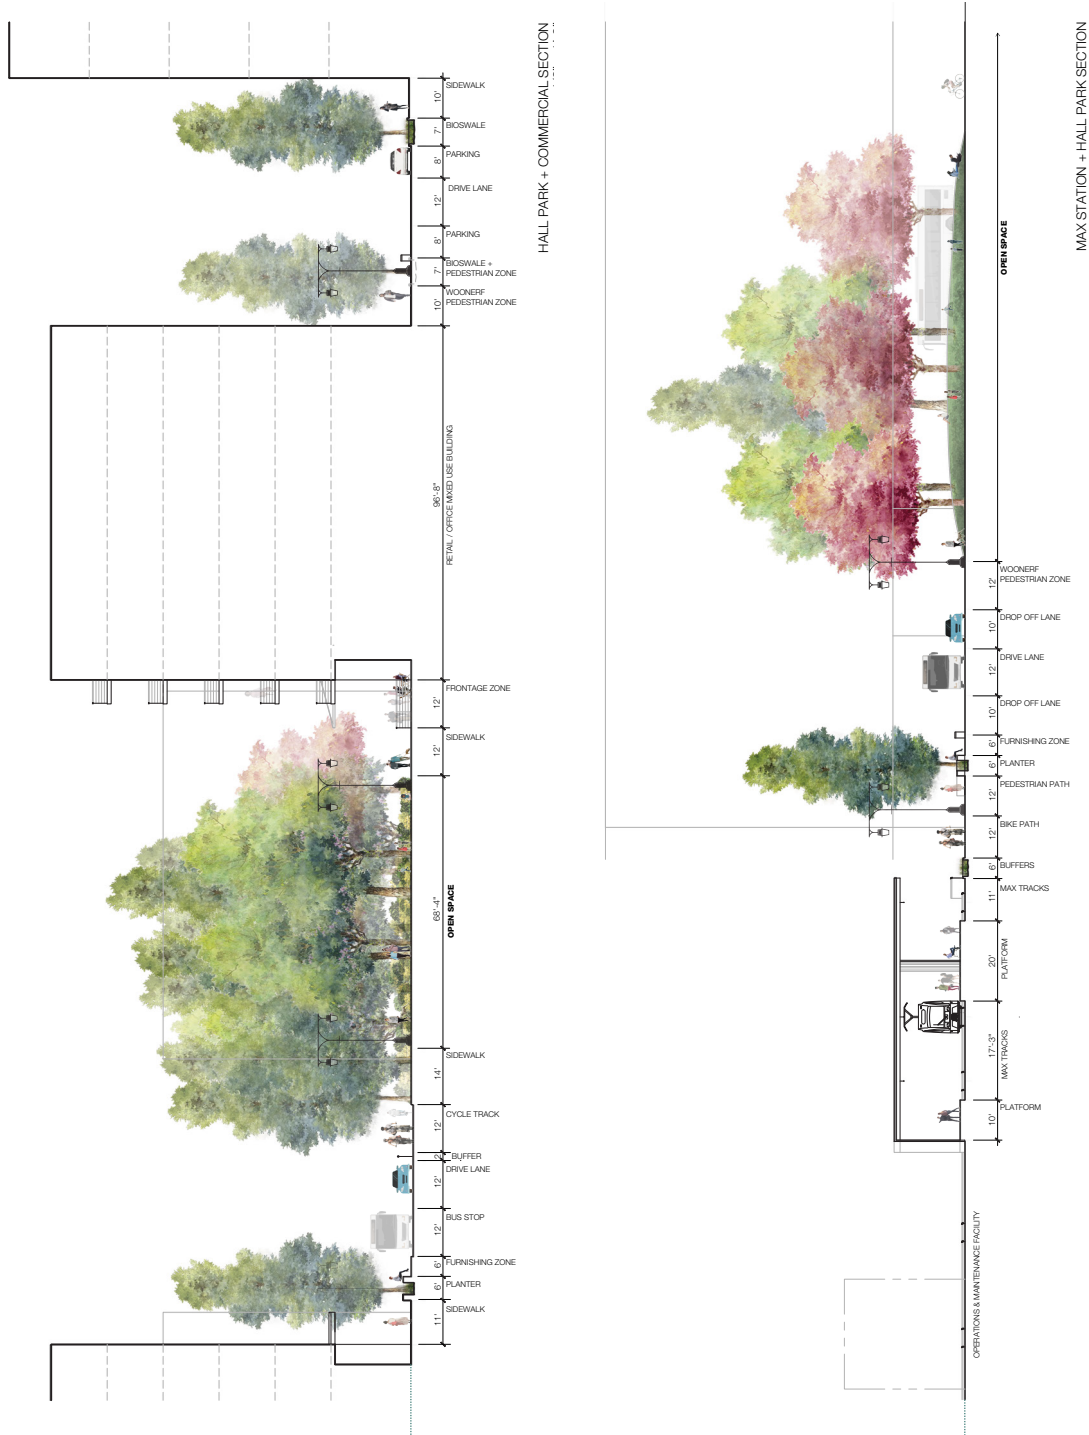 HALL PARK + COMMERCIAL SECTION
SIDEWALK
10'
BIOSWALE
7'
PARKING
8'
DRIVE LANE
12'
PARKING
8'
BIOSWALE +
PEDESTRIAN ZONE
7'
WOONERF
PEDESTRIAN ZONE
10'
96'-8"
RETAIL / OFFICE MIXED USE BUILDING
FRONTAGE ZONE
12'
SIDEWALK
12'
68'-4"
OPEN SPACE
SIDEWALK
14'
CYCLE TRACK
12'
BUFFER
2'
DRIVE LANE
12'
BUS STOP
12'
FURNISHING ZONE
6'
PLANTER
6'
SIDEWALK
11'
MAX STATION + HALL PARK SECTION
OPEN SPACE
WOONERF
PEDESTRIAN ZONE
12'
DROP OFF LANE
10'
DRIVE LANE
12'
DROP OFF LANE
10'
FURNISHING ZONE
6'
PLANTER
6'
PEDESTRIAN PATH
12'
BIKE PATH
12'
BUFFERS
6'
MAX TRACKS
11'
PLATFORM
20'
MAX TRACKS
17'-3"
PLATFORM
10'
OPERATIONS & MAINTENANCE FACILITY